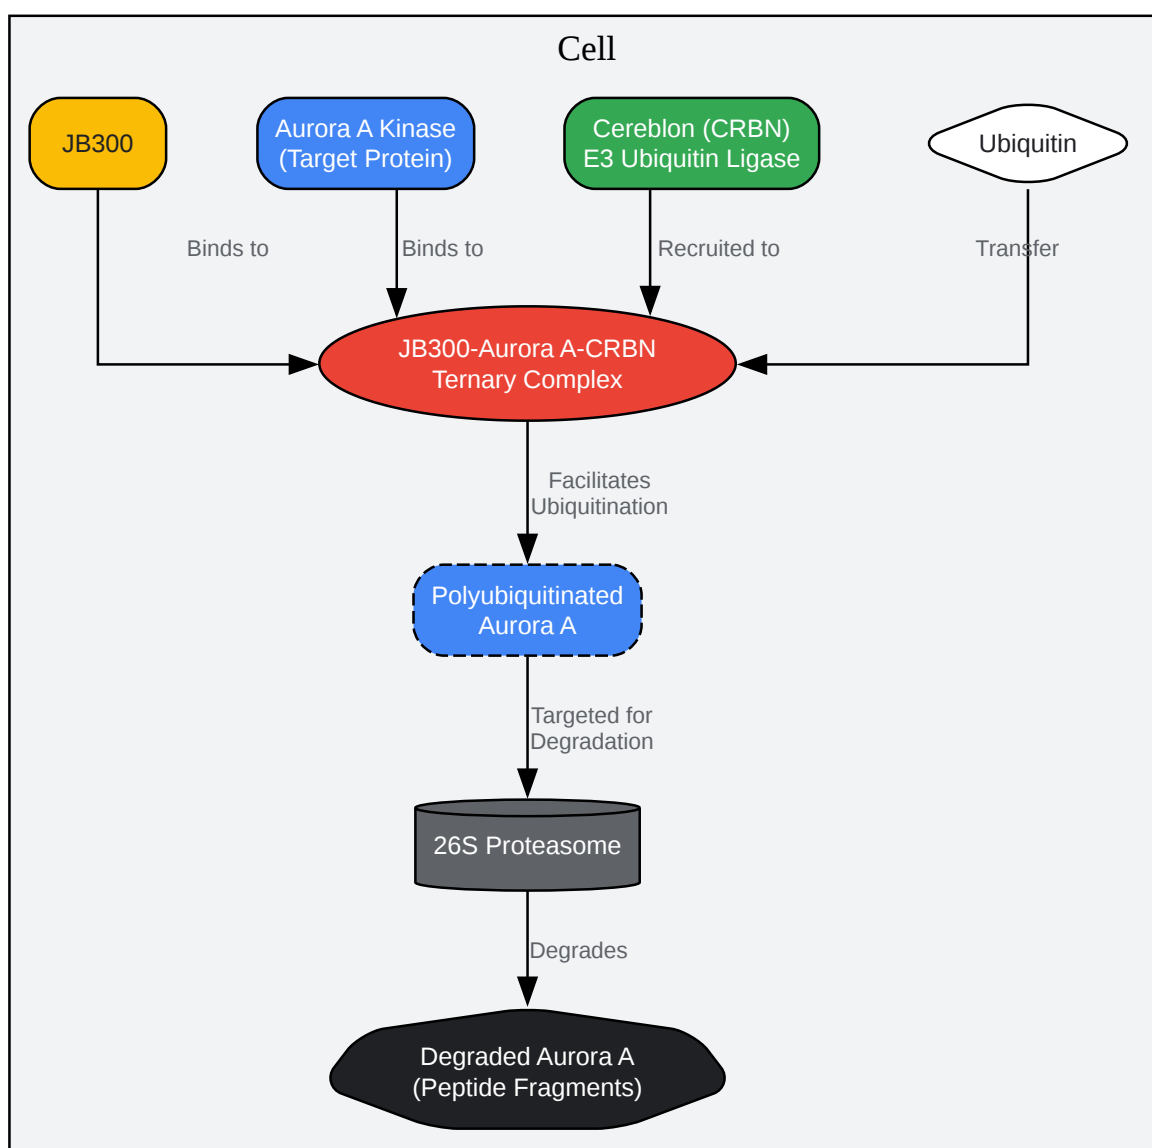 Cell
JB300
Aurora A Kinase
(Target Protein)
Cereblon (CRBN)
E3 Ubiquitin Ligase
Ubiquitin
Binds to
Binds to
Recruited to
Transfer
JB300-Aurora A-CRBN
Ternary Complex
Facilitates
Ubiquitination
Polyubiquitinated
Aurora A
Targeted for
Degradation
26S Proteasome
Degrades
Degraded Aurora A
(Peptide Fragments)